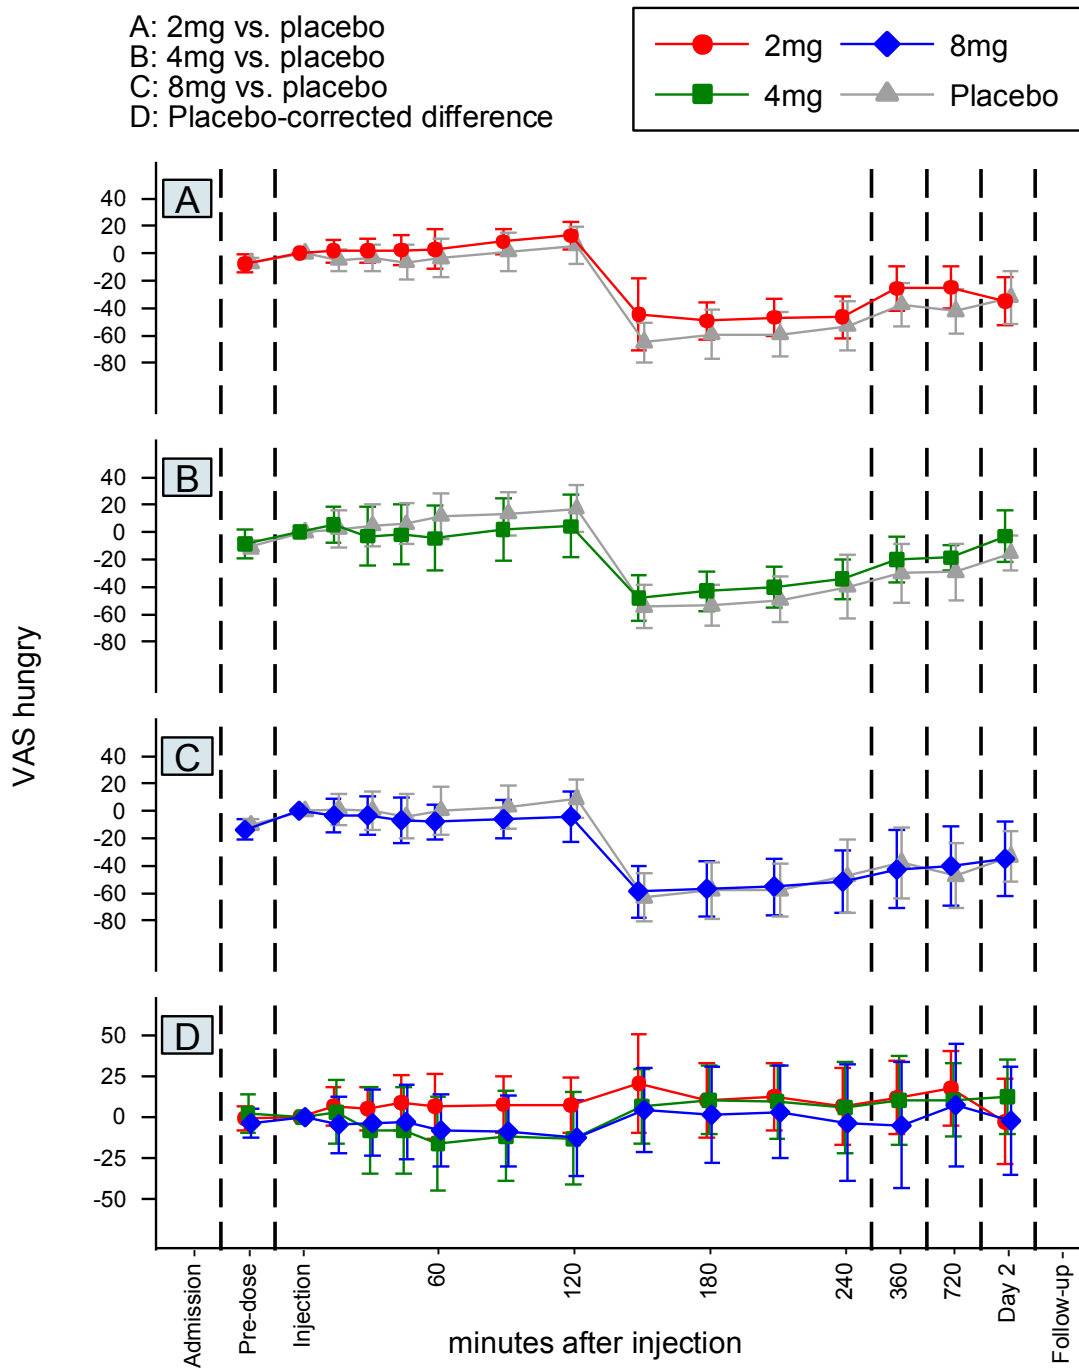 A: 2mg vs. placebo
B: 4mg vs. placebo
C: 8mg vs. placebo
D: Placebo-corrected difference
2mg 8mg
4mg Placebo
VAS hungry
A
40
20
0
-20
-40
-60
-80
B
40
20
0
-20
-40
-60
-80
C
40
20
0
-20
-40
-60
-80
D
50
25
0
-25
-50
Admission Pre-dose Injection 60 120 180 240 360 720 Day 2 Follow-up
minutes after injection